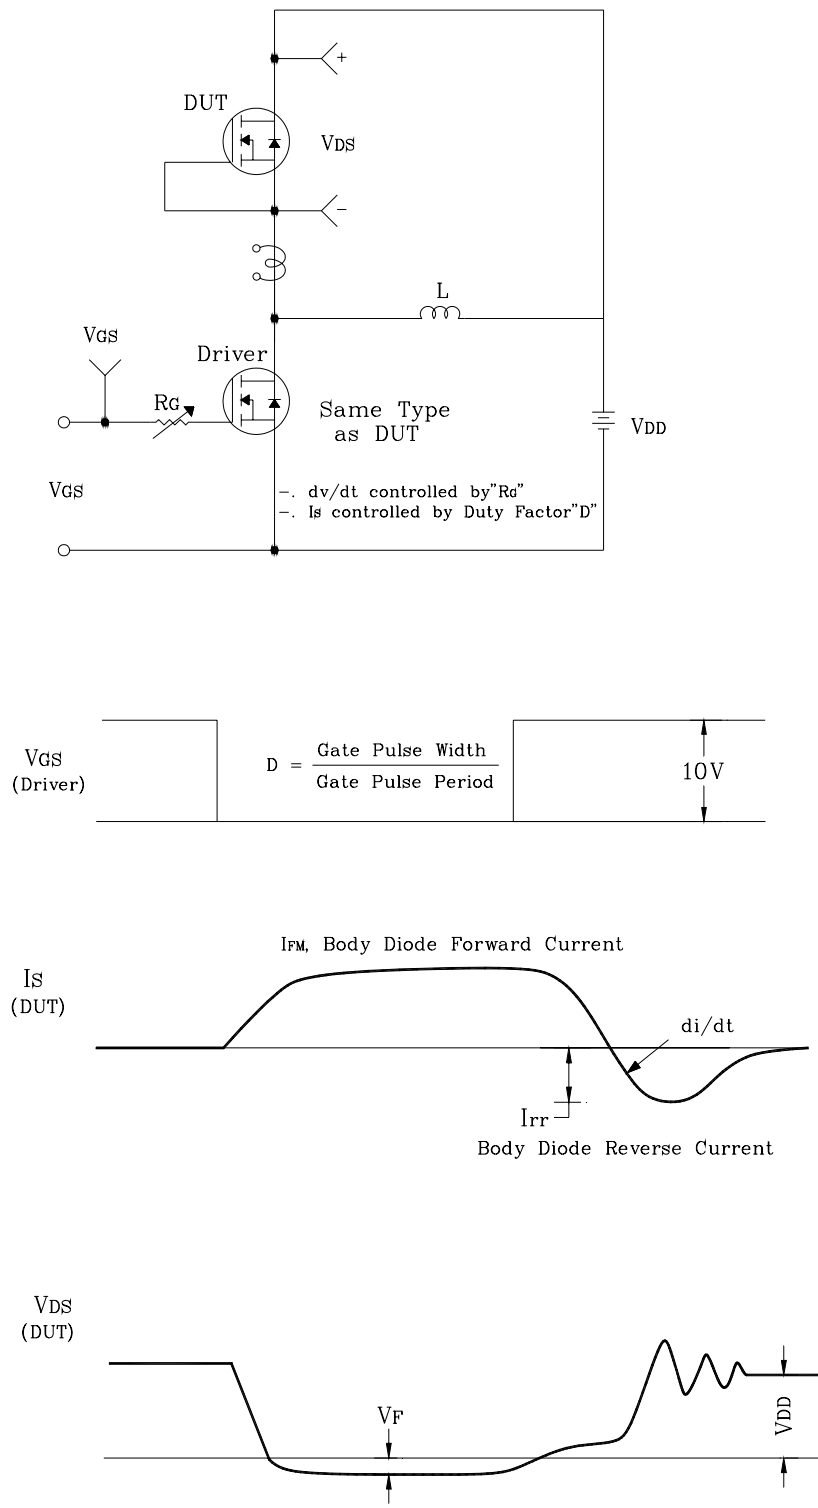 +
DUT
VDS
−
L
VGS
Driver
RG
Same Type
as DUT
VDD
VGS
−. dv/dt controlled by"RG"
−. Is controlled by Duty Factor"D"
VGS
(Driver)
D = Gate Pulse Width
Gate Pulse Period
10V
IFM, Body Diode Forward Current
IS
(DUT)
di/dt
Irr
Body Diode Reverse Current
VDS
(DUT)
VF
VDD